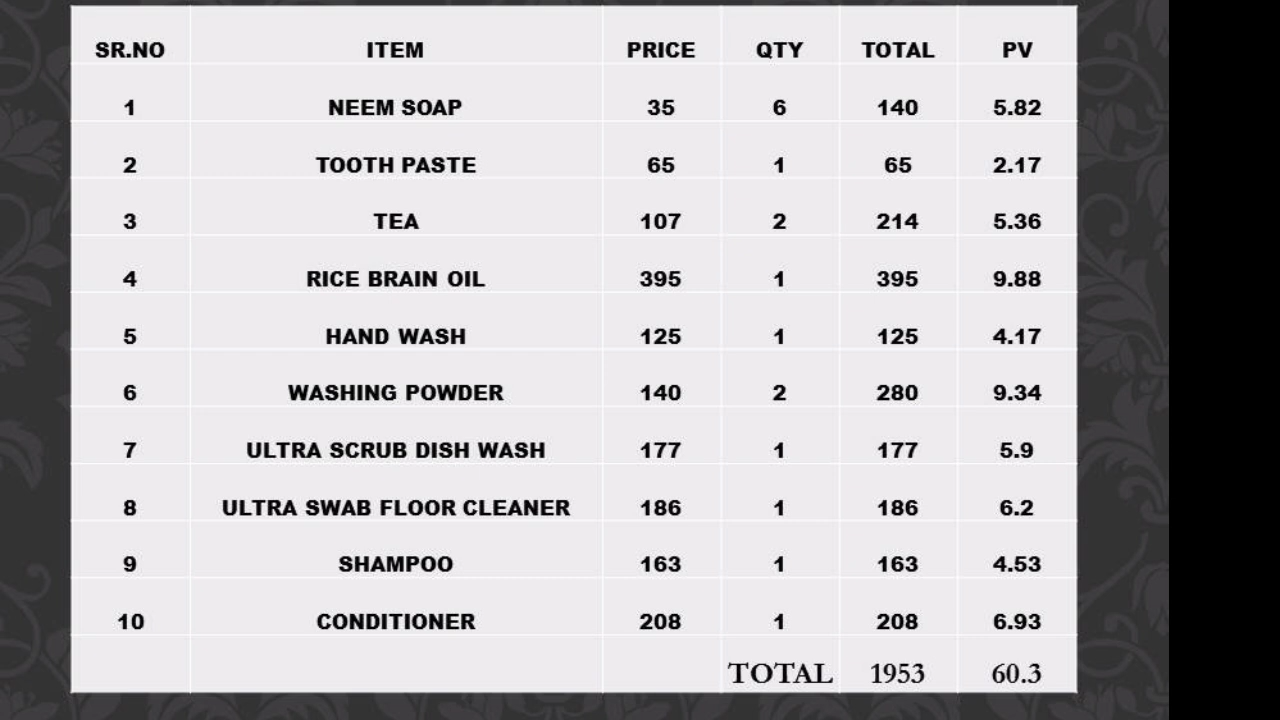 SR.NO ITEM PRICE QTY TOTAL PV
1 NEEM SOAP 35 6 140 5.82
2 TOOTH PASTE 65 1 65 2.17
3 TEA 107 2 214 5.36
4 RICE BRAIN OIL 395 1 395 9.88
5 HAND WASH 125 1 125 4.17
6 WASHING POWDER 140 2 280 9.34
7 ULTRA SCRUB DISH WASH 177 1 177 5.9
8 ULTRA SWAB FLOOR CLEANER 186 1 186 6.2
9 SHAMPOO 163 1 163 4.53
10 CONDITIONER 208 1 208 6.93
TOTAL 1953 60.3